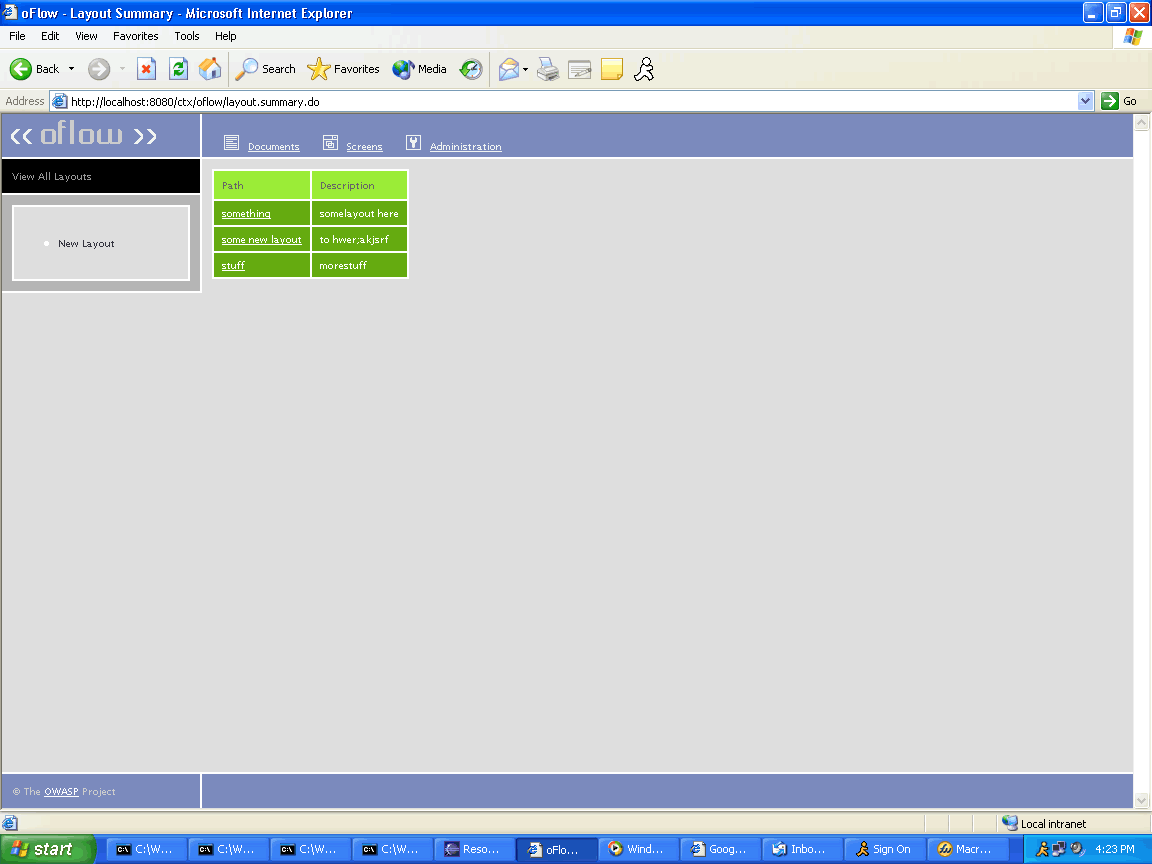 oFlow - Layout Summary - Microsoft Internet Explorer
File Edit View Favorites Tools Help
Back Search Favorites Media
Address http://localhost:8080/ctx/oflow/layout.summary.do Go
<< oflow >> Documents Screens Administration
View All Layouts
Path Description
something somelayout here
some new layout to hwer;akjsrf
stuff morestuff
New Layout
© The OWASP Project
Local intranet
start C:\W... C:\W... C:\W... C:\W... Reso... oFlo... Wind... Goog... Inbo... Sign On Macr... 4:23 PM